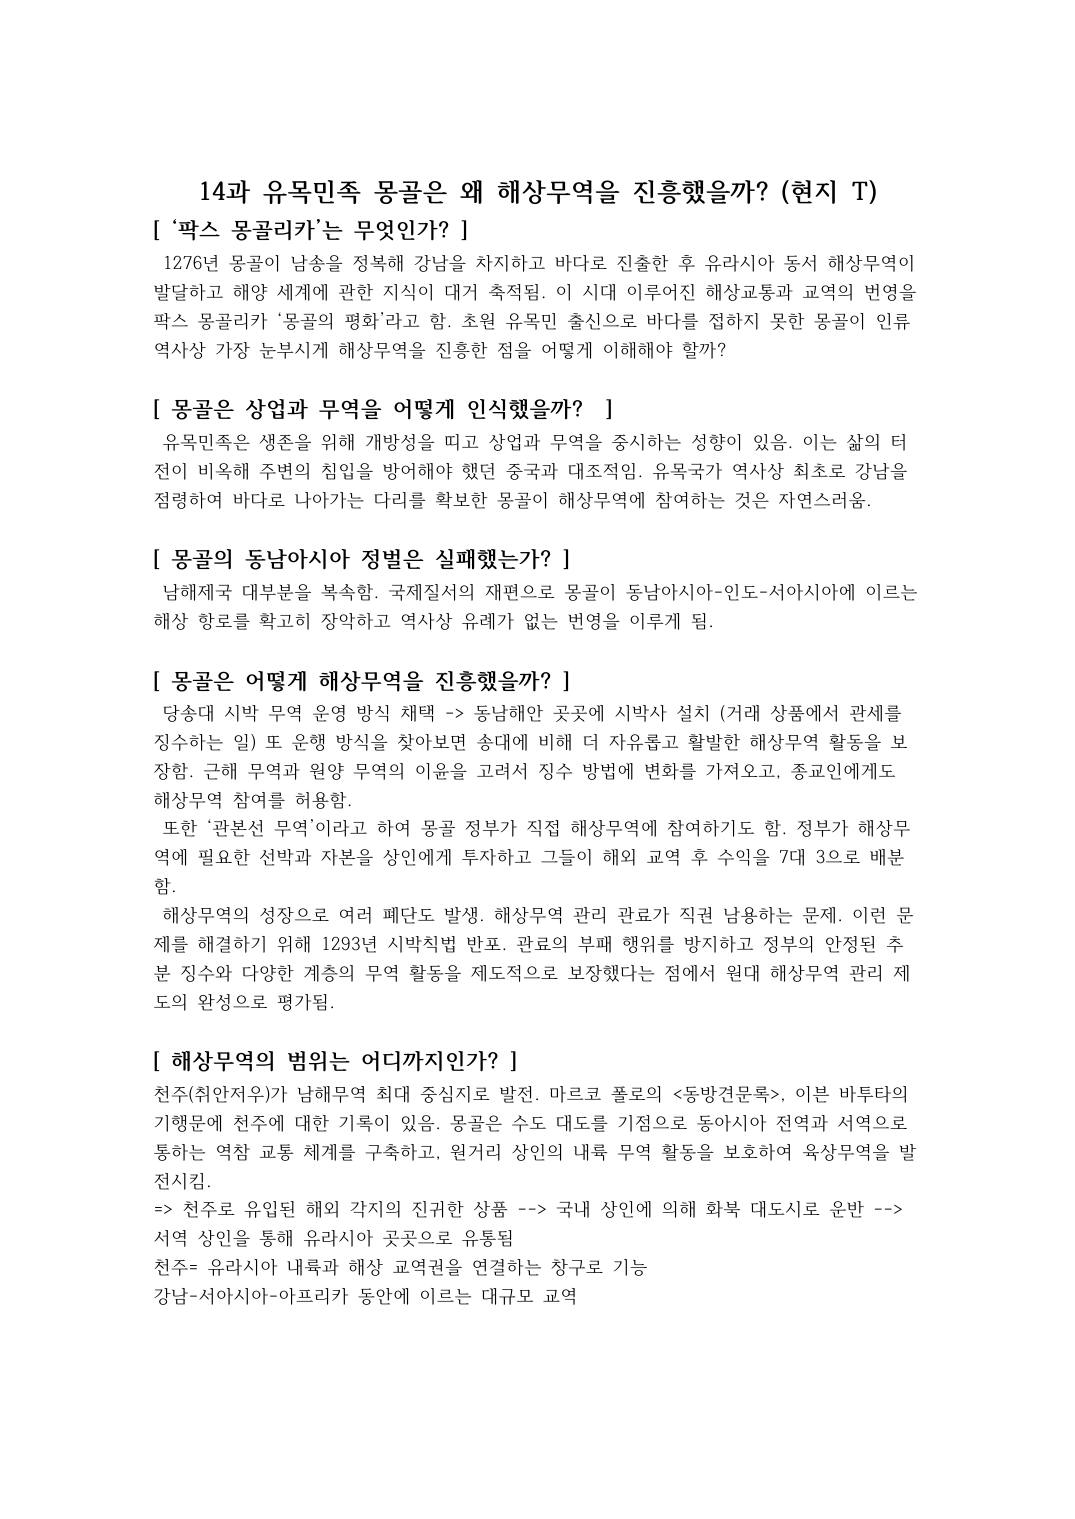 14과 유목민족 몽골은 왜 해상무역을 진흥했을까? (현지 T)
[ ‘팍스 몽골리카’는 무엇인가? ]
1276년 몽골이 남송을 정복해 강남을 차지하고 바다로 진출한 후 유라시아 동서 해상무역이
발달하고 해양 세계에 관한 지식이 대거 축적됨. 이 시대 이루어진 해상교통과 교역의 번영을
팍스 몽골리카 ‘몽골의 평화’라고 함. 초원 유목민 출신으로 바다를 접하지 못한 몽골이 인류
역사상 가장 눈부시게 해상무역을 진흥한 점을 어떻게 이해해야 할까?
[ 몽골은 상업과 무역을 어떻게 인식했을까?  ]
유목민족은 생존을 위해 개방성을 띠고 상업과 무역을 중시하는 성향이 있음. 이는 삶의 터
전이 비옥해 주변의 침입을 방어해야 했던 중국과 대조적임. 유목국가 역사상 최초로 강남을
점령하여 바다로 나아가는 다리를 확보한 몽골이 해상무역에 참여하는 것은 자연스러움.
[ 몽골의 동남아시아 정벌은 실패했는가? ]
남해제국 대부분을 복속함. 국제질서의 재편으로 몽골이 동남아시아-인도-서아시아에 이르는
해상 항로를 확고히 장악하고 역사상 유례가 없는 번영을 이루게 됨.
[ 몽골은 어떻게 해상무역을 진흥했을까? ]
당송대 시박 무역 운영 방식 채택 -> 동남해안 곳곳에 시박사 설치 (거래 상품에서 관세를
징수하는 일) 또 운행 방식을 찾아보면 송대에 비해 더 자유롭고 활발한 해상무역 활동을 보
장함. 근해 무역과 원양 무역의 이윤을 고려서 징수 방법에 변화를 가져오고, 종교인에게도
해상무역 참여를 허용함.
또한 ‘관본선 무역’이라고 하여 몽골 정부가 직접 해상무역에 참여하기도 함. 정부가 해상무
역에 필요한 선박과 자본을 상인에게 투자하고 그들이 해외 교역 후 수익을 7대 3으로 배분
함.
해상무역의 성장으로 여러 폐단도 발생. 해상무역 관리 관료가 직권 남용하는 문제. 이런 문
제를 해결하기 위해 1293년 시박칙법 반포. 관료의 부패 행위를 방지하고 정부의 안정된 추
분 징수와 다양한 계층의 무역 활동을 제도적으로 보장했다는 점에서 원대 해상무역 관리 제
도의 완성으로 평가됨.
[ 해상무역의 범위는 어디까지인가? ]
천주(취안저우)가 남해무역 최대 중심지로 발전. 마르코 폴로의 <동방견문록>, 이븐 바투타의
기행문에 천주에 대한 기록이 있음. 몽골은 수도 대도를 기점으로 동아시아 전역과 서역으로
통하는 역참 교통 체계를 구축하고, 원거리 상인의 내륙 무역 활동을 보호하여 육상무역을 발
전시킴.
=> 천주로 유입된 해외 각지의 진귀한 상품 --> 국내 상인에 의해 화북 대도시로 운반 -->
서역 상인을 통해 유라시아 곳곳으로 유통됨
천주= 유라시아 내륙과 해상 교역권을 연결하는 창구로 기능
강남-서아시아-아프리카 동안에 이르는 대규모 교역